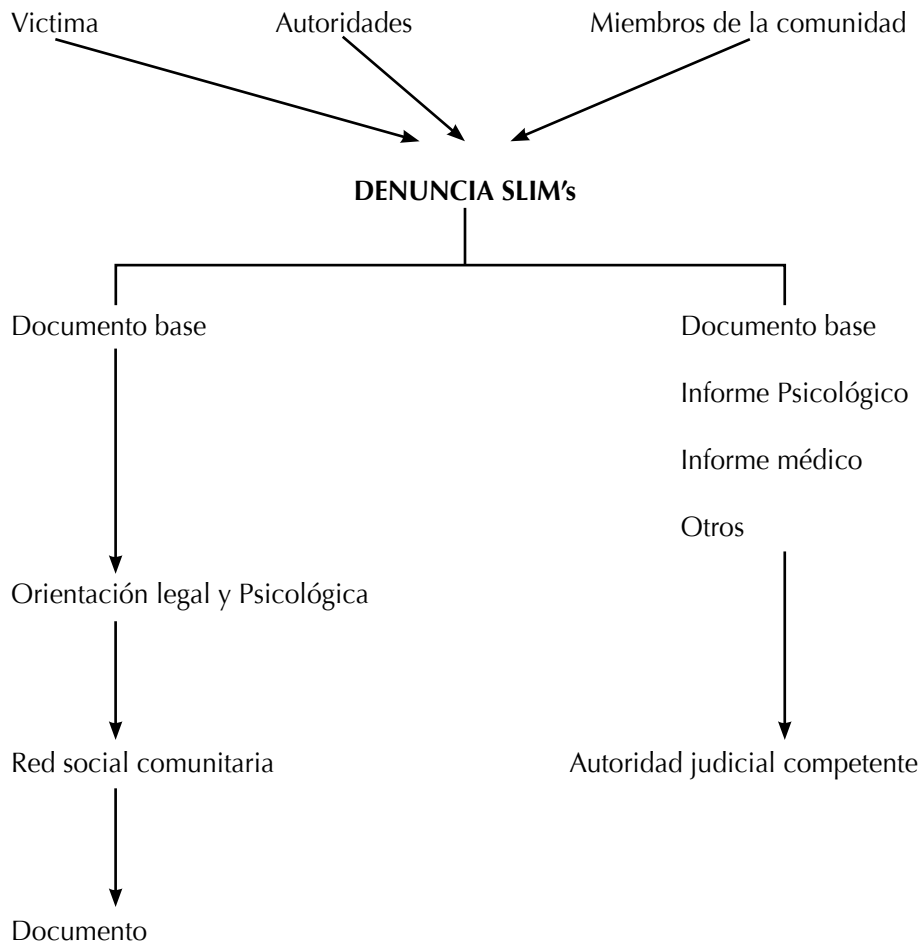 Victima
Autoridades
Miembros de la comunidad
DENUNCIA SLIM's
Documento base
Orientación legal y Psicológica
Red social comunitaria
Documento
Documento base
Informe Psicológico
Informe médico
Otros
Autoridad judicial competente